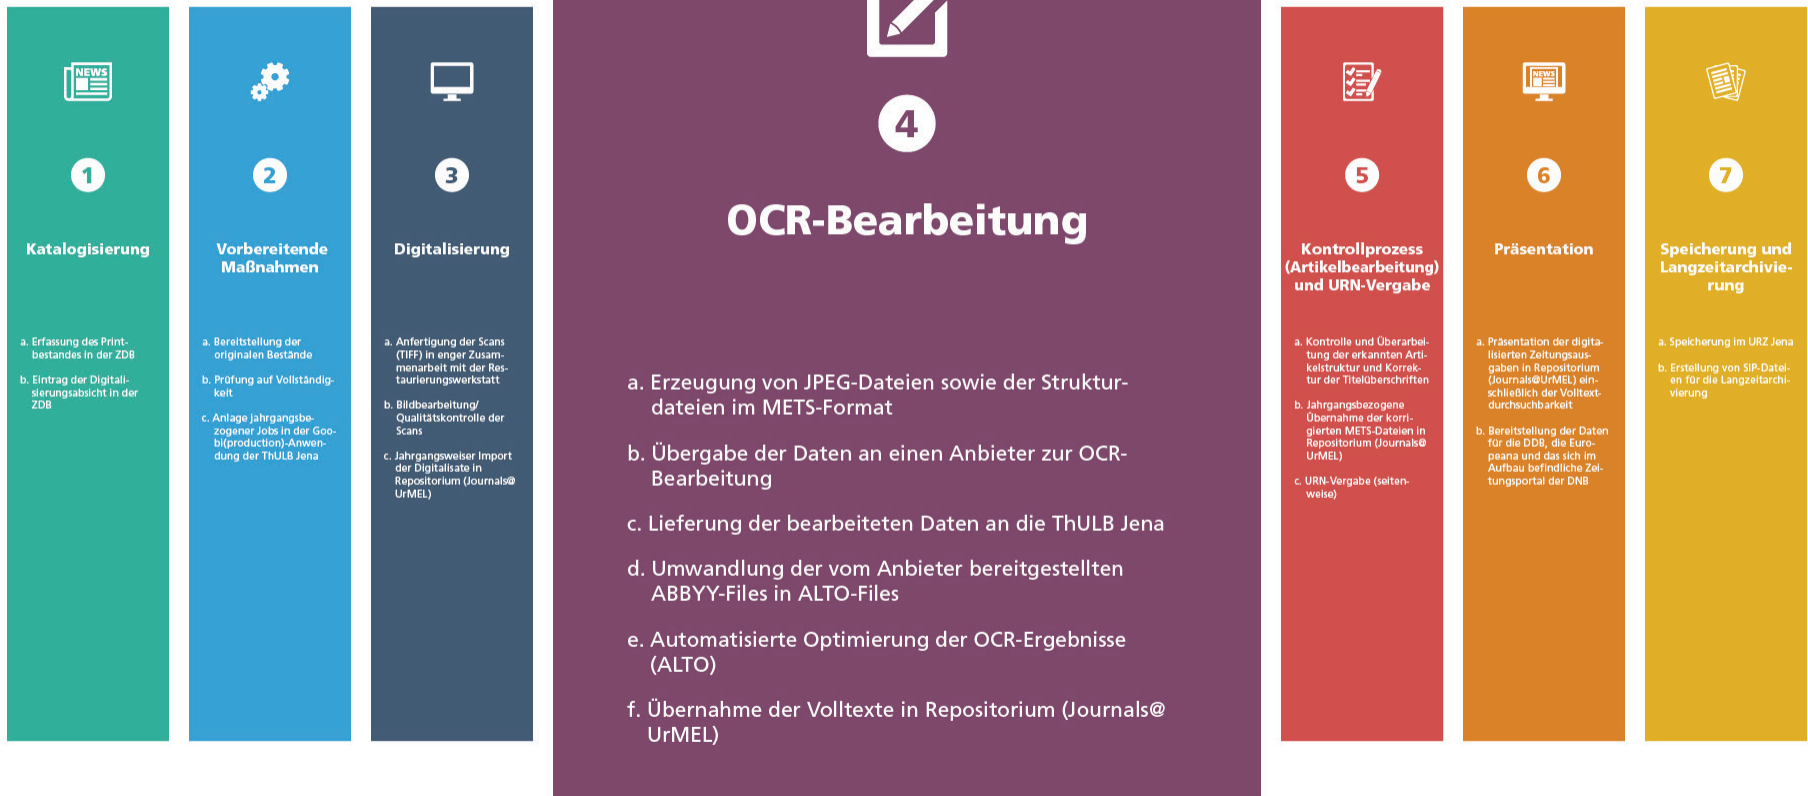 NEWS
1
Katalogisierung
a. Erfassung des Print-
bestandes in der ZDB
b. Eintrag der Digitali-
sierungsabsicht in der
ZDB
2
Vorbereitende
Maßnahmen
a. Bereitstellung der
originalen Bestände
b. Prüfung auf Vollständig-
keit
c. Anlage jahrgangsbe-
zogener Jobs in der Goo-
bi(production)-Anwen-
dung der ThULB Jena
3
Digitalisierung
a. Anfertigung der Scans
(TIFF) in enger Zusam-
menarbeit mit der Res-
taurierungswerkstatt
b. Bildbearbeitung/
Qualitätskontrolle der
Scans
c. Jahrgangsweiser Import
der Digitalisate in
Repositorium (Journals@
UrMEL)
4
OCR-Bearbeitung
a. Erzeugung von JPEG-Dateien sowie der Struktur-
dateien im METS-Format
b. Übergabe der Daten an einen Anbieter zur OCR-
Bearbeitung
c. Lieferung der bearbeiteten Daten an die ThULB Jena
d. Umwandlung der vom Anbieter bereitgestellten
ABBYY-Files in ALTO-Files
e. Automatisierte Optimierung der OCR-Ergebnisse
(ALTO)
f. Übernahme der Volltexte in Repositorium (Journals@
UrMEL)
5
Kontrollprozess
(Artikelbearbeitung)
und URN-Vergabe
a. Kontrolle und Überarbei-
tung der erkannten Arti-
kelstruktur und Korrek-
tur der Titelüberschriften
b. Jahrgangsbezogene
Übernahme der korri-
gierten METS-Dateien in
Repositorium (Journals@
UrMEL)
c. URN-Vergabe (seiten-
weise)
NEWS
6
Präsentation
a. Präsentation der digita-
lisierten Zeitungsaus-
gaben in Repositorium
(Journals@UrMEL) ein-
schließlich der Volltext-
durchsuchbarkeit
b. Bereitstellung der Daten
für die DDB, die Euro-
peana und das sich im
Aufbau befindliche Zei-
tungsportal der DNB
7
Speicherung und
Langzeitarchivie-
rung
a. Speicherung im URZ Jena
b. Erstellung von SIP-Datei-
en für die Langzeitarchi-
vierung